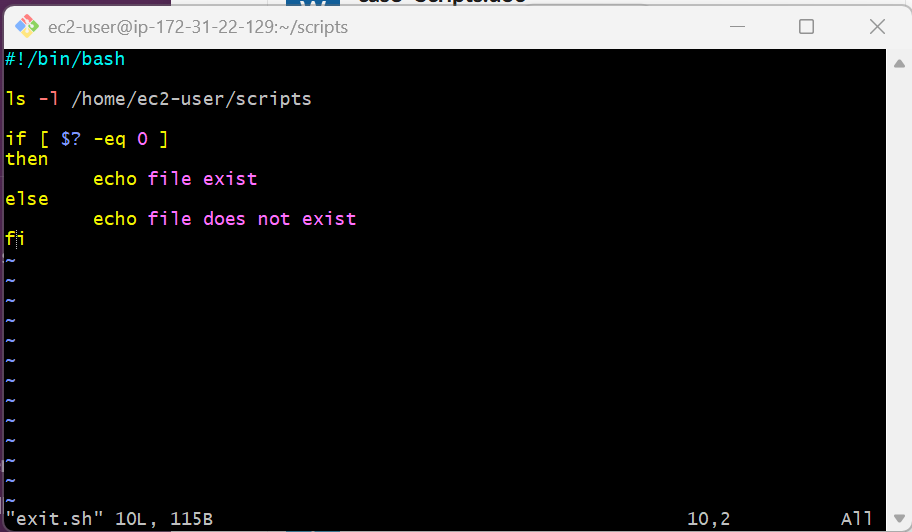 ec2-user@ip-172-31-22-129:~/scripts
#!/bin/bash
ls -l /home/ec2-user/scripts
if [ $? -eq 0 ]
then
echo file exist
else
echo file does not exist
fi
~
~
~
~
~
~
~
~
~
~
~
~
~
"exit.sh" 10L, 115B 10,2 All